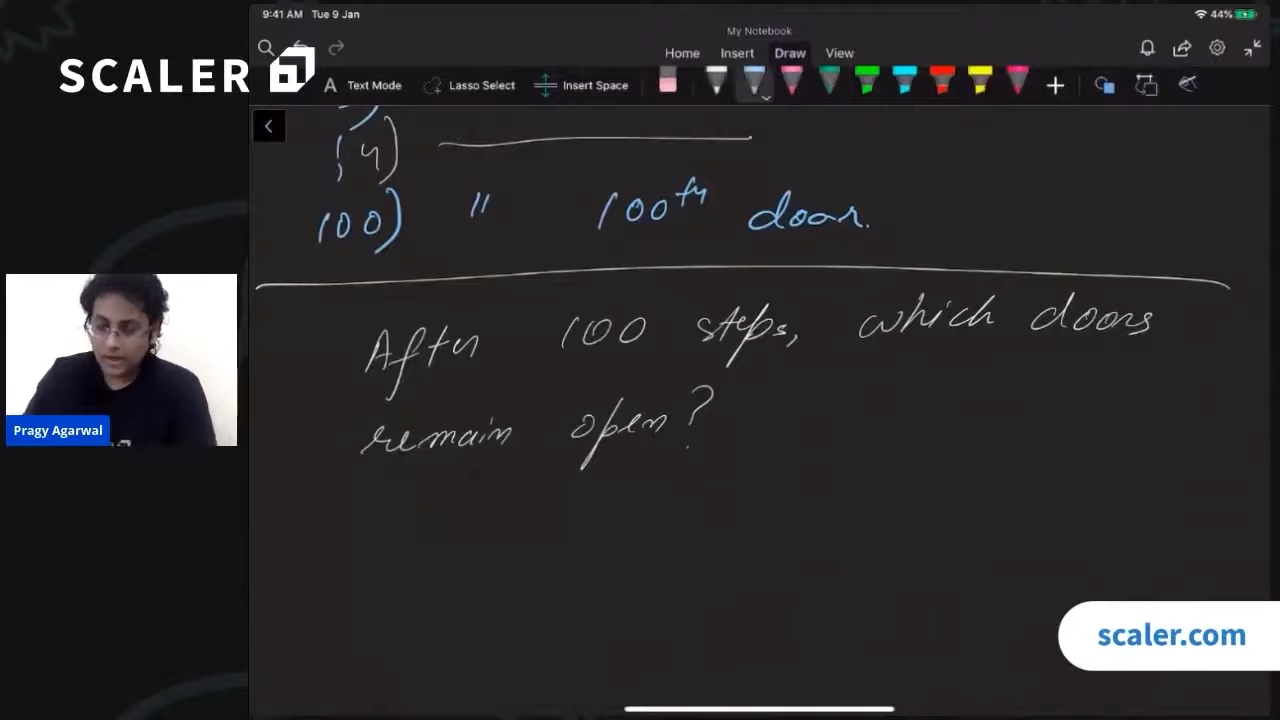 9:41 AM Tue 9 Jan
44%
My Notebook
Home Insert Draw View
SCALER
Text Mode Lasso Select Insert Space
4)
100) " 100th door.
After 100 steps, which doors
remain open?
Pragy Agarwal
scaler.com